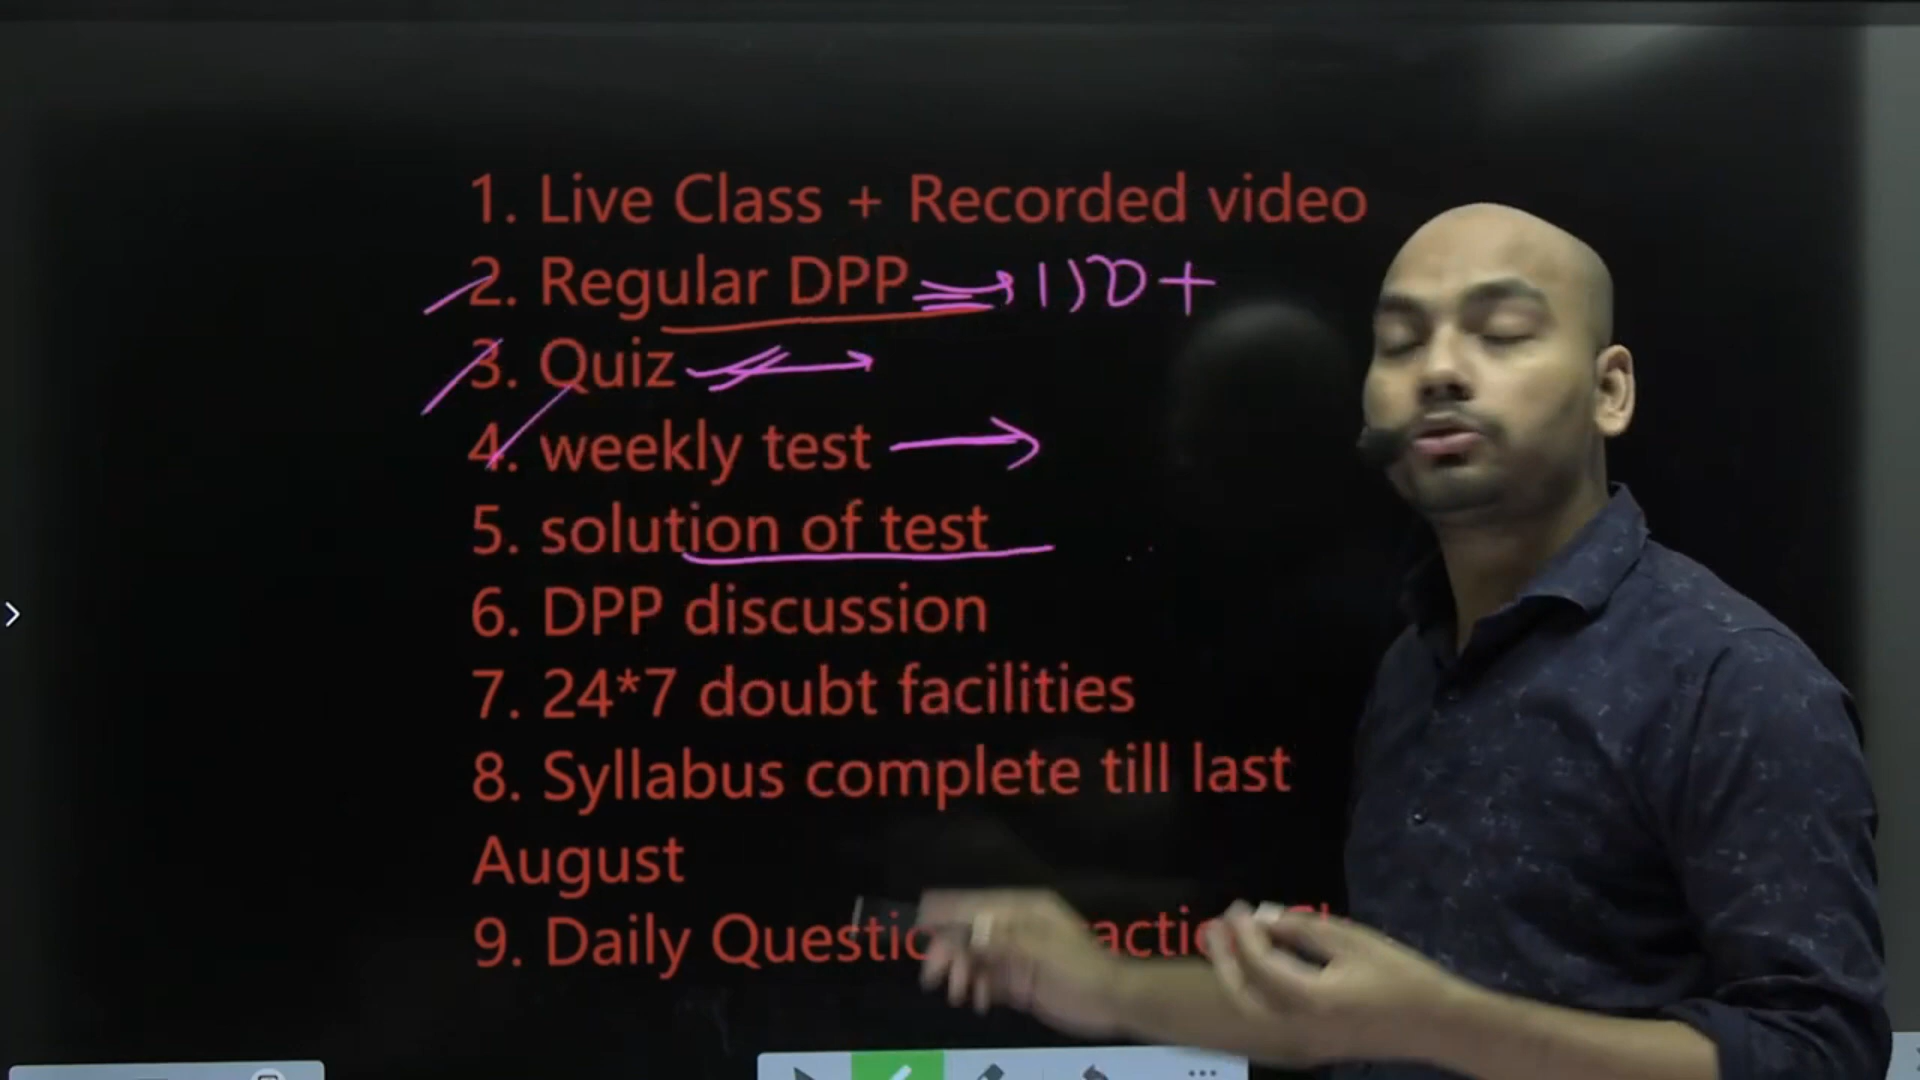 1. Live Class + Recorded video
2. Regular DPP
3. Quiz
4. weekly test
5. solution of test
6. DPP discussion
7. 24*7 doubt facilities
8. Syllabus complete till last
August
9. Daily